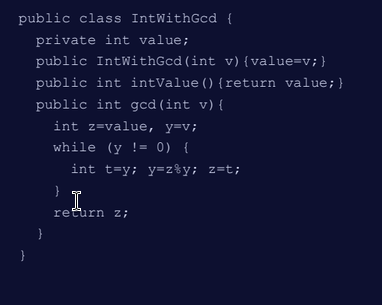 public class IntWithGcd {
private int value;
public IntWithGcd(int v){value=v;}
public int intValue(){return value;}
public int gcd(int v){
int z=value, y=v;
while (y != 0) {
int t=y; y=z%y; z=t;
}
return z;
}
}